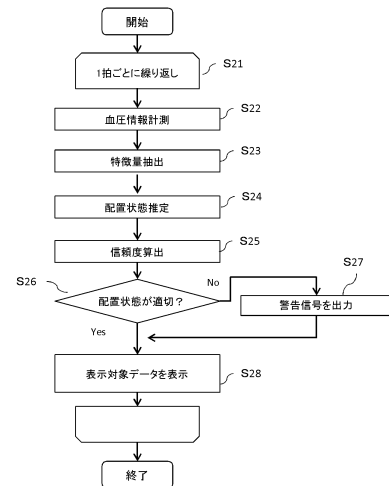 開始
1拍ごとに繰り返し
S21
血圧情報計測
S22
特徴量抽出
S23
配置状態推定
S24
信頼度算出
S25
S26
配置状態が適切？
No
S27
警告信号を出力
Yes
表示対象データを表示
S28
終了